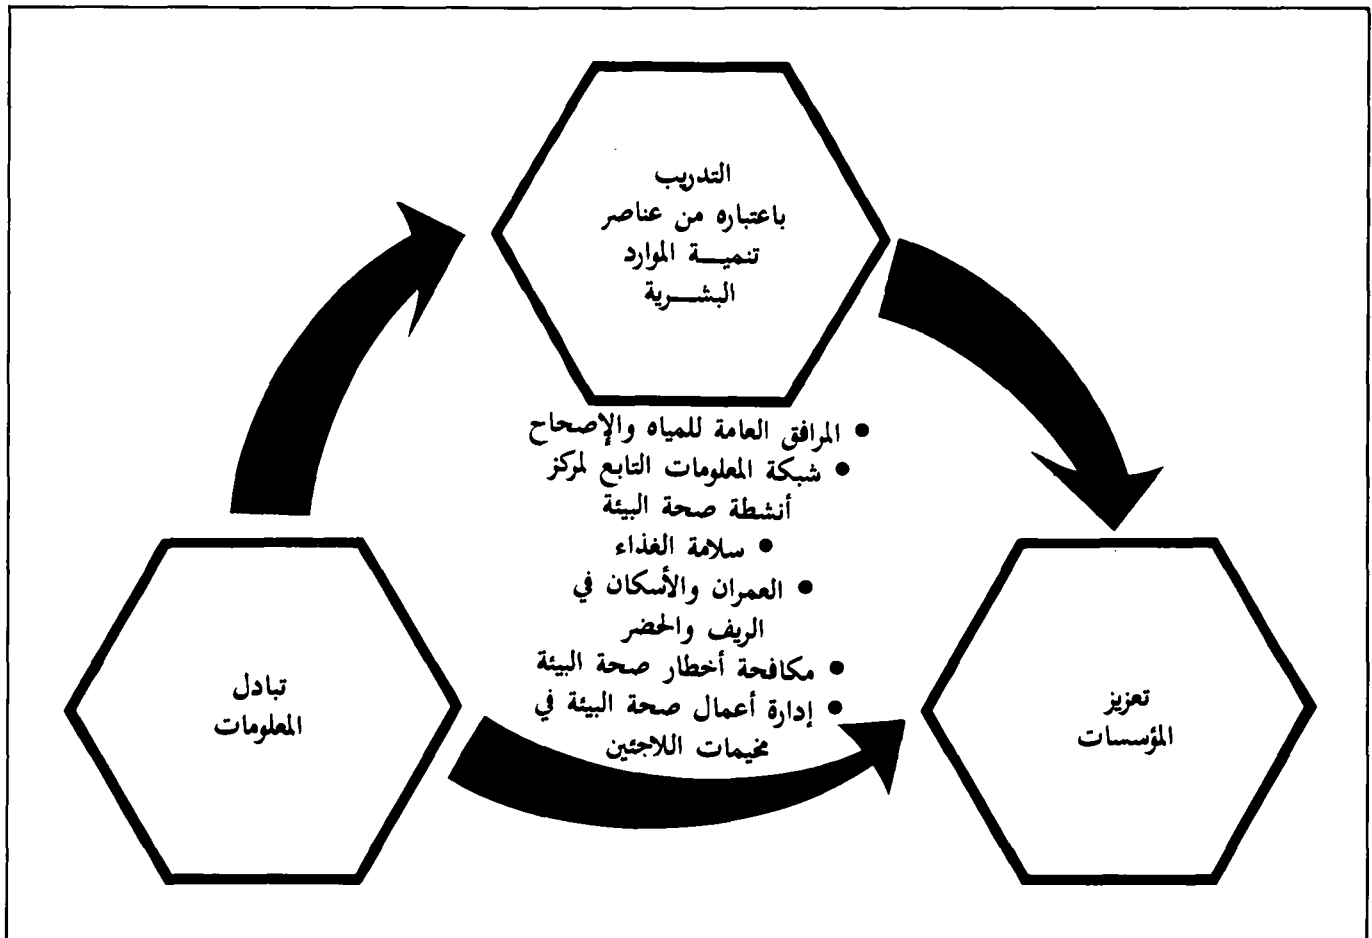 التدريب
باعتباره من عناصر
تنميـــة الموارد
البشـــرية
● المرافق العامة للمياه والإصحاح
● شبكة المعلومات التابع لمركز
أنشطة صحة البيئة
● سلامة الغذاء
● العمران والأسكان في
الريف والحضر
● مكافحة أخطار صحة البيئة
● إدارة أعمال صحة البيئة في
مخيمات اللاجئين
تعزيز
المؤسسات
تبادل
المعلومات